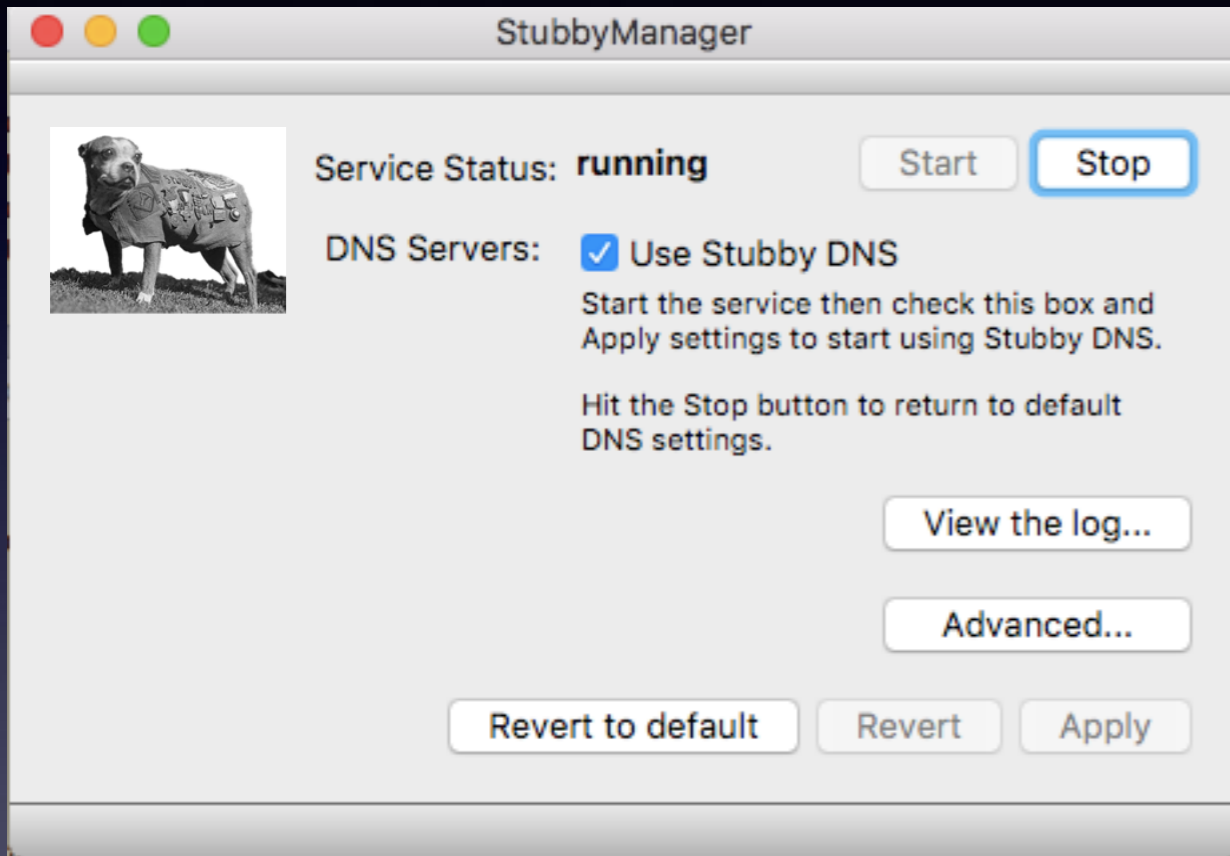 StubbyManager
Service Status: running Start Stop
DNS Servers: Use Stubby DNS
Start the service then check this box and
Apply settings to start using Stubby DNS.
Hit the Stop button to return to default
DNS settings.
View the log...
Advanced...
Revert to default Revert Apply